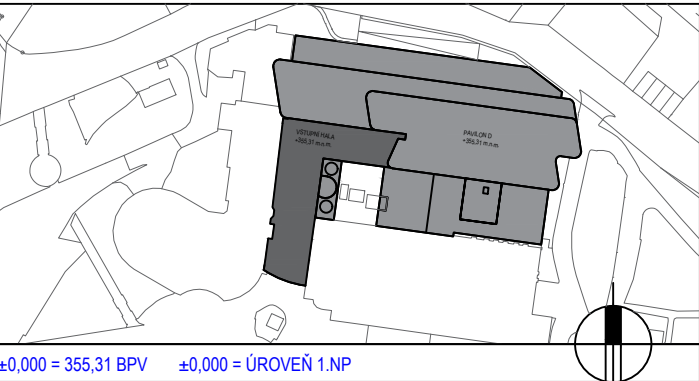 VSTUPNÍ HALA
+355,31 m.n.m.
PAVILON D
+355,31 m.n.m.
±0,000 = 355,31 BPV ±0,000 = ÚROVEŇ 1.NP